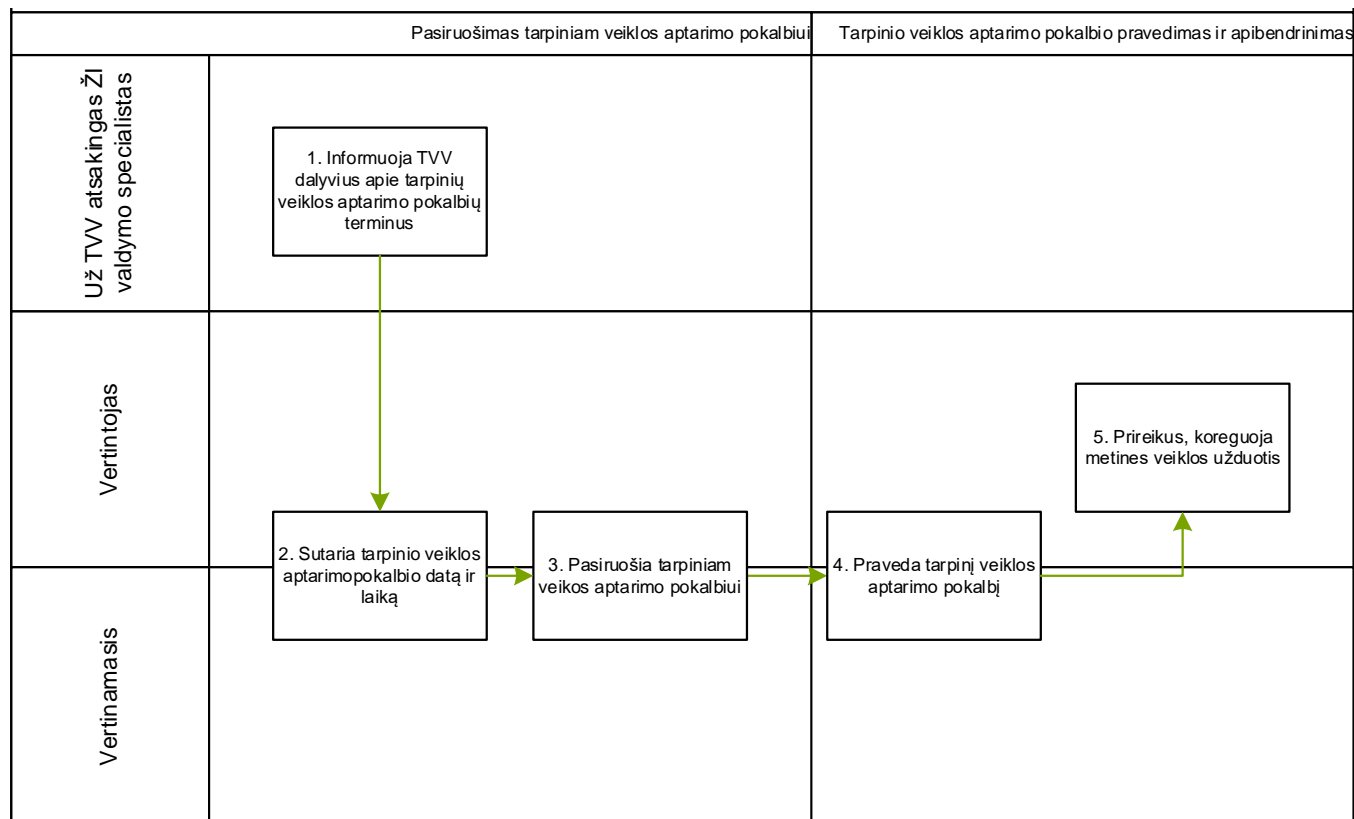 Pasiruošimas tarpiniam veiklos aptarimo pokalbiui
Tarpinio veiklos aptarimo pokalbio pravedimas ir apibendrinimas
Už TVV atsakingas ŽI
valdymo specialistas
1. Informuoja TVV
dalyvius apie tarpinių
veiklos aptarimo pokalbių
terminus
Vertintojas
5. Prireikus, koreguoja
metines veiklos užduotis
2. Sutaria tarpinio veiklos
aptarimopokalbio datą ir
laiką
3. Pasiruošia tarpiniam
veikos aptarimo pokalbiui
4. Praveda tarpinį veiklos
aptarimo pokalbį
Vertinamasis